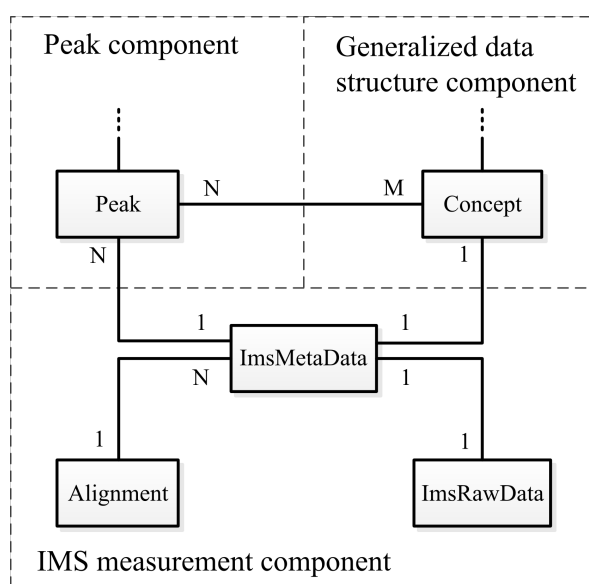 Peak component
Generalized data
structure component
Peak
N
M
Concept
N
1
1
ImsMetaData
1
N
1
1
1
Alignment
ImsRawData
IMS measurement component